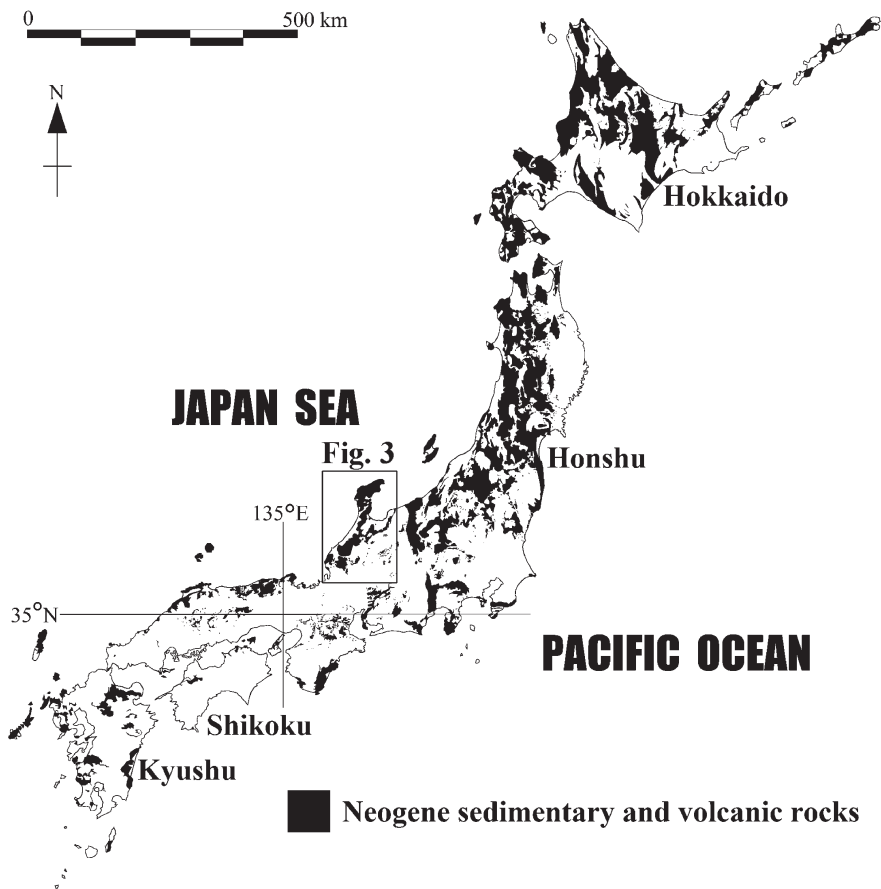 0 500 km
N
Hokkaido
JAPAN SEA
Fig. 3
Honshu
135°E
35°N
PACIFIC OCEAN
Shikoku
Kyushu
Neogene sedimentary and volcanic rocks